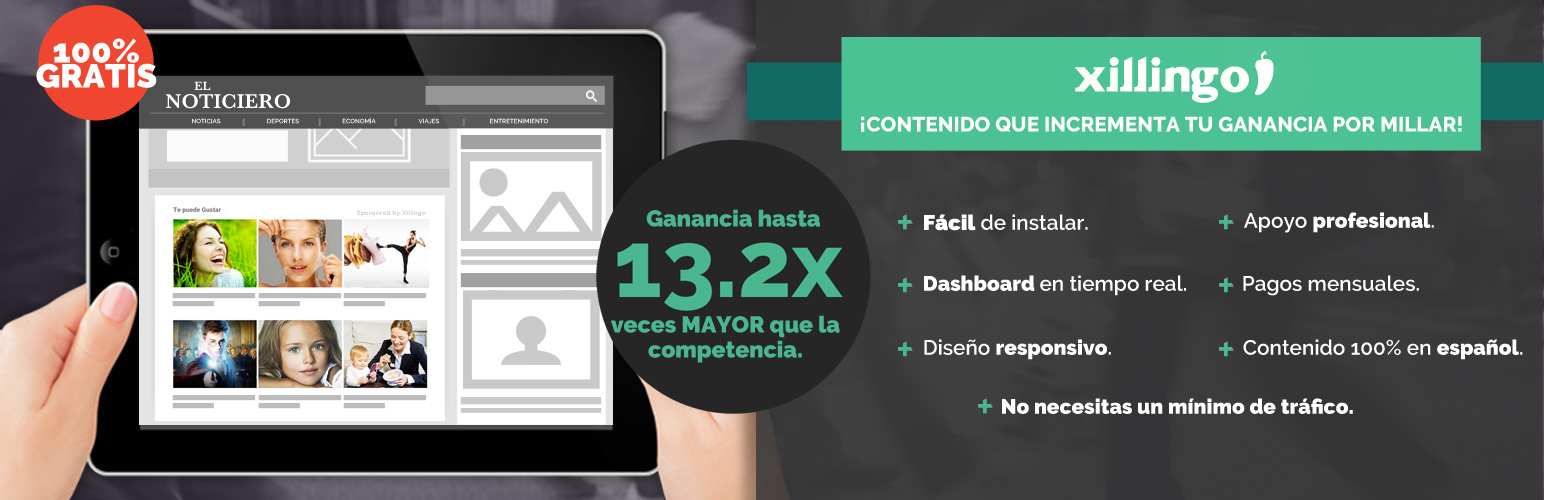 100%
GRATIS
EL
NOTICIERO
NOTICIAS | DEPORTES | ECONOMÍA | VIAJES | ENTRETENIMIENTO
Te puede Gustar
Sponsored by Xilingo
Ganancia hasta
13.2x
veces MAYOR que la
competencia.
xillingo
¡CONTENIDO QUE INCREMENTA TU GANANCIA POR MILLAR!
+ Fácil de instalar.
+ Apoyo profesional.
+ Dashboard en tiempo real.
+ Pagos mensuales.
+ Diseño responsivo.
+ Contenido 100% en español.
+ No necesitas un mínimo de tráfico.